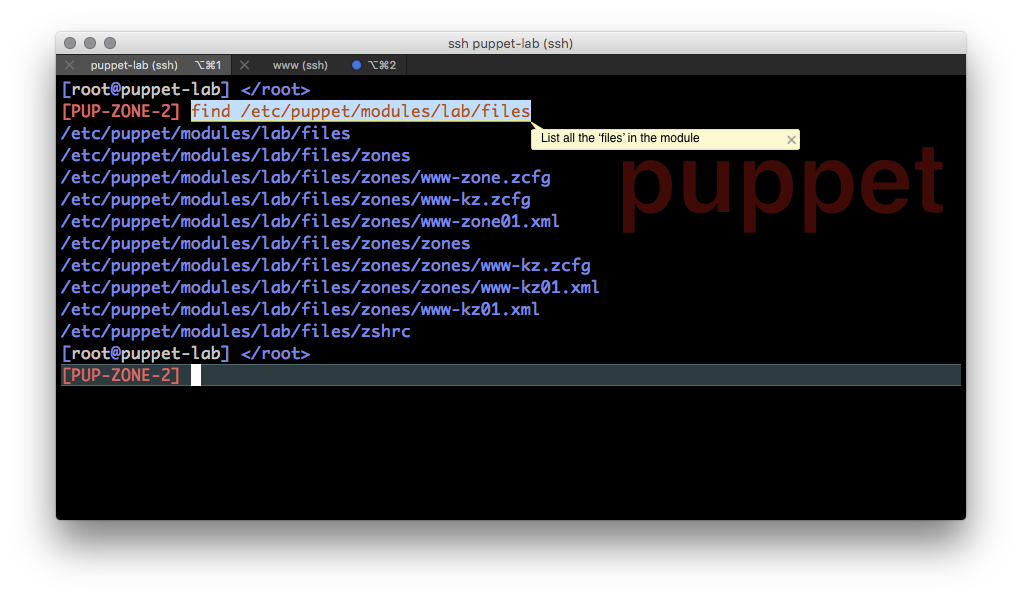 ssh puppet-lab (ssh)
puppet-lab (ssh) ⌥⌘1 www (ssh) ⌥⌘2
[root@puppet-lab] </root>
[PUP-ZONE-2] find /etc/puppet/modules/lab/files
/etc/puppet/modules/lab/files
List all the ‘files’ in the module
/etc/puppet/modules/lab/files/zones
puppet
/etc/puppet/modules/lab/files/zones/www-zone.zcfg
/etc/puppet/modules/lab/files/zones/www-kz.zcfg
/etc/puppet/modules/lab/files/zones/www-zone01.xml
/etc/puppet/modules/lab/files/zones/zones
/etc/puppet/modules/lab/files/zones/zones/www-kz.zcfg
/etc/puppet/modules/lab/files/zones/zones/www-kz01.xml
/etc/puppet/modules/lab/files/zones/www-kz01.xml
/etc/puppet/modules/lab/files/zshrc
[root@puppet-lab] </root>
[PUP-ZONE-2]